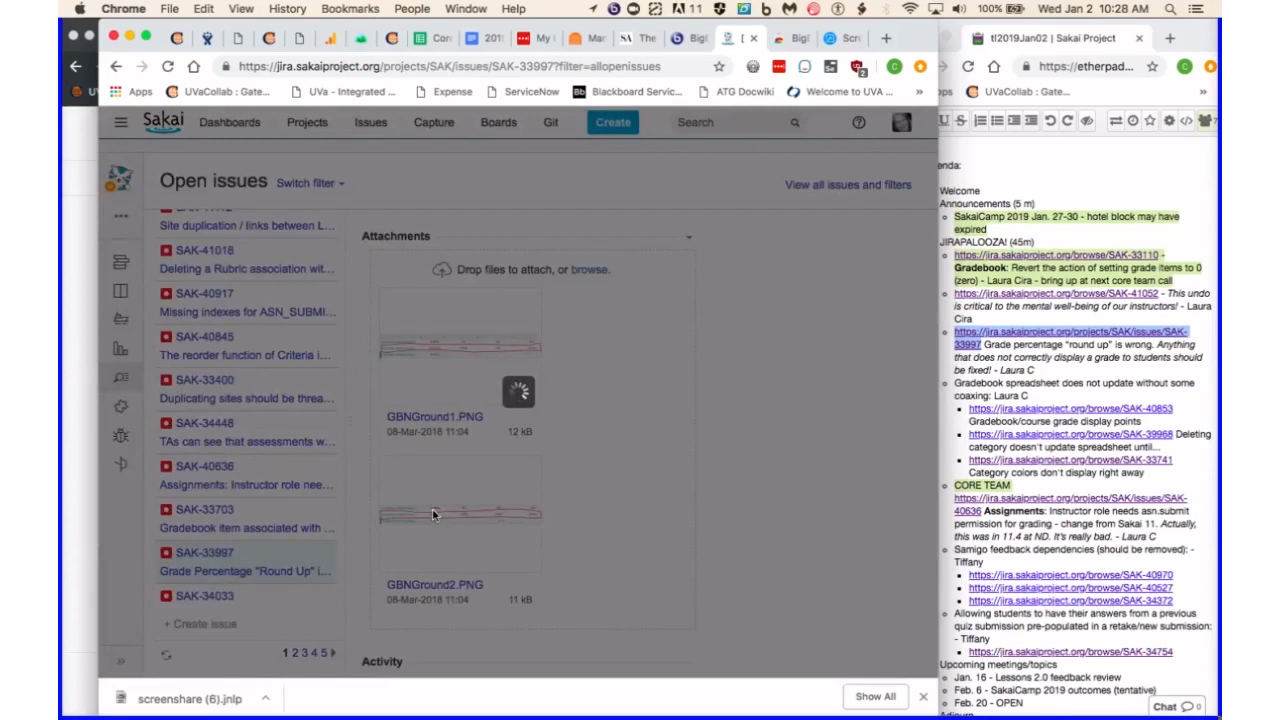 Chrome File Edit View History Bookmarks People Window Help
11
100%
Wed Jan 2 10:28 AM
Con
201
My I
Mar
SA The
Big
[
Bigl
Scr
tl2019Jan02 | Sakai Project
https://jira.sakaiproject.org/projects/SAK/issues/SAK-33997?filter=allopenissues
https://etherpad...
Apps
UVaCollab : Gate...
UVa - Integrated ...
Expense
ServiceNow
Bb Blackboard Servic...
ATG Docwiki
Welcome to UVA ...
»
UVaCollab : Gate...
»
Sakai
Dashboards Projects Issues Capture Boards Git Create Search
Open issues Switch filter
View all issues and filters
Site duplication / links between L...
SAK-41018
Deleting a Rubric association wit...
SAK-40917
Missing indexes for ASN_SUBMI...
SAK-40845
The reorder function of Criteria i...
SAK-33400
Duplicating sites should be threa...
SAK-34448
TAs can see that assessments w...
SAK-40636
Assignments: Instructor role nee...
SAK-33703
Gradebook item associated with ...
SAK-33997
Grade Percentage "Round Up" i...
SAK-34033
+ Create issue
1 2 3 4 5
Attachments
Drop files to attach, or browse.
GBNGround1.PNG
08-Mar-2018 11:04 12 kB
GBNGround2.PNG
08-Mar-2018 11:04 11 kB
Activity
enda:
Welcome
Announcements (5 m)
SakaiCamp 2019 Jan. 27-30 - hotel block may have
expired
JIRAPALOOZA! (45m)
https://jira.sakaiproject.org/browse/SAK-33110 -
Gradebook: Revert the action of setting grade items to 0
(zero) - Laura Cira - bring up at next core team call
https://jira.sakaiproject.org/browse/SAK-41052 - This undo
is critical to the mental well-being of our instructors! - Laura
Cira
https://jira.sakaiproject.org/projects/SAK/issues/SAK-
33997 Grade percentage "round up" is wrong. Anything
that does not correctly display a grade to students should
be fixed! - Laura C
Gradebook spreadsheet does not update without some
coaxing: Laura C
https://jira.sakaiproject.org/browse/SAK-40853
Gradebook/course grade display points
https://jira.sakaiproject.org/browse/SAK-39968 Deleting
category doesn't update spreadsheet until...
https://jira.sakaiproject.org/browse/SAK-33741
Category colors don't display right away
CORE TEAM
https://jira.sakaiproject.org/projects/SAK/issues/SAK-
40636 Assignments: Instructor role needs asn.submit
permission for grading - change from Sakai 11. Actually,
this was in 11.4 at ND. It's really bad. - Laura C
Samigo feedback dependencies (should be removed): -
Tiffany
https://jira.sakaiproject.org/browse/SAK-40970
https://jira.sakaiproject.org/browse/SAK-40527
https://jira.sakaiproject.org/browse/SAK-34372
Allowing students to have their answers from a previous
quiz submission pre-populated in a retake/new submission:
- Tiffany
https://jira.sakaiproject.org/browse/SAK-34754
Upcoming meetings/topics
Jan. 16 - Lessons 2.0 feedback review
Feb. 6 - SakaiCamp 2019 outcomes (tentative)
Feb. 20 - OPEN
Chat 0
screenshare (6).jnlp
Show All